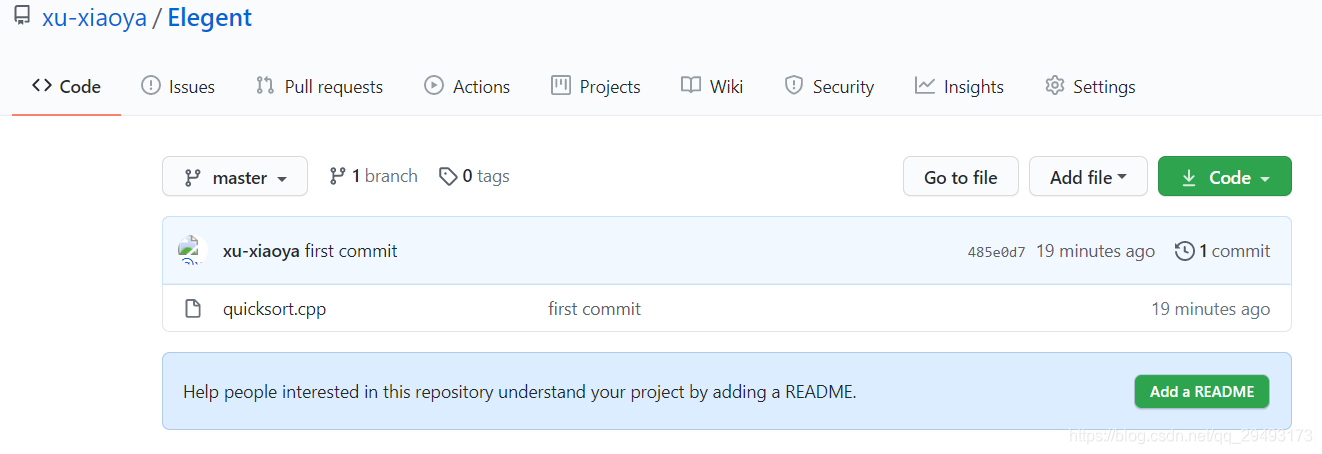 xu-xiaoya / Elegent
Code Issues Pull requests Actions Projects Wiki Security Insights Settings
master 1 branch 0 tags Go to file Add file Code
xu-xiaoya first commit 485e0d7 19 minutes ago 1 commit
quicksort.cpp first commit 19 minutes ago
Help people interested in this repository understand your project by adding a README. Add a README
https://blog.csdn.net/qq_29493173